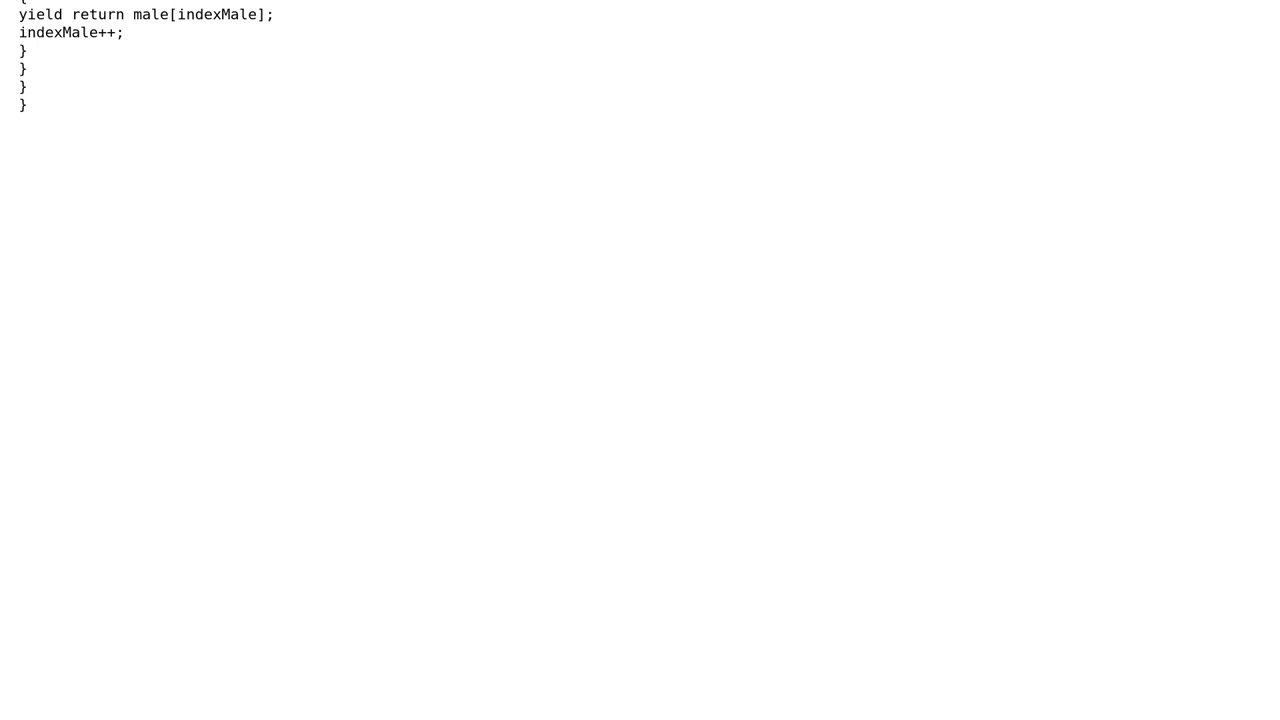 {
yield return male[indexMale];
indexMale++;
}
}
}
}